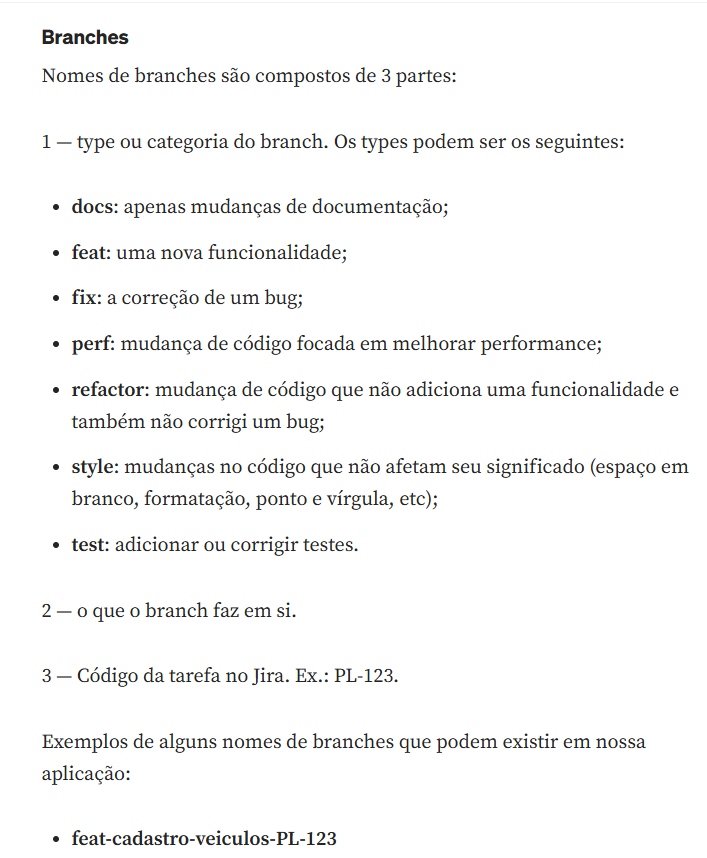 Branches
Nomes de branches são compostos de 3 partes:
1 — type ou categoria do branch. Os types podem ser os seguintes:
• docs: apenas mudanças de documentação;
• feat: uma nova funcionalidade;
• fix: a correção de um bug;
• perf: mudança de código focada em melhorar performance;
• refactor: mudança de código que não adiciona uma funcionalidade e
também não corrigi um bug;
• style: mudanças no código que não afetam seu significado (espaço em
branco, formatação, ponto e vírgula, etc);
• test: adicionar ou corrigir testes.
2 — o que o branch faz em si.
3 — Código da tarefa no Jira. Ex.: PL-123.
Exemplos de alguns nomes de branches que podem existir em nossa
aplicação:
• feat-cadastro-veiculos-PL-123